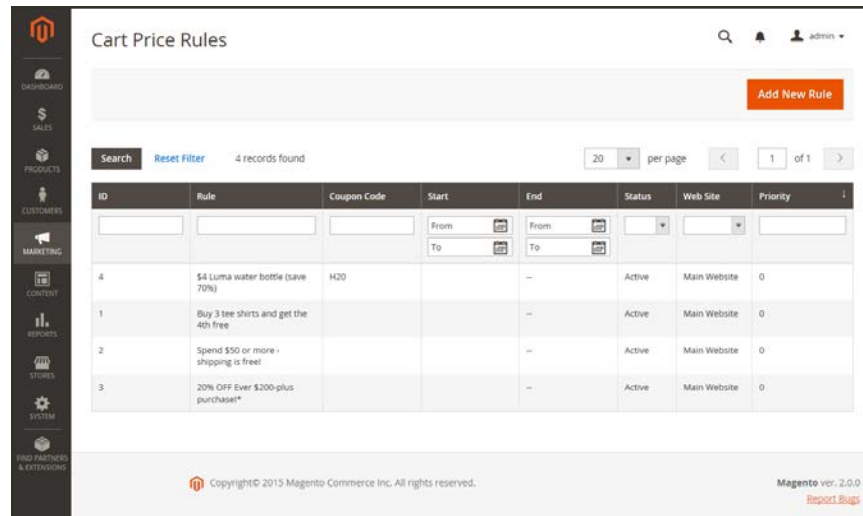 Cart Price Rules
admin
DASHBOARD
SALES
PRODUCTS
CUSTOMERS
MARKETING
CONTENT
REPORTS
STORES
SYSTEM
FIND PARTNERS
& EXTENSIONS
Add New Rule
Search Reset Filter 4 records found 20 per page 1 of 1
ID Rule Coupon Code Start End Status Web Site Priority ↓
From From
To To
4 $4 Luma water bottle (save H20 -- Active Main Website 0
70%)
1 Buy 3 tee shirts and get the -- Active Main Website 0
4th free
2 Spend $50 or more - -- Active Main Website 0
shipping is free!
3 20% OFF Ever $200-plus -- Active Main Website 0
purchase!*
Copyright© 2015 Magento Commerce Inc. All rights reserved. Magento ver. 2.0.0
Report Bugs